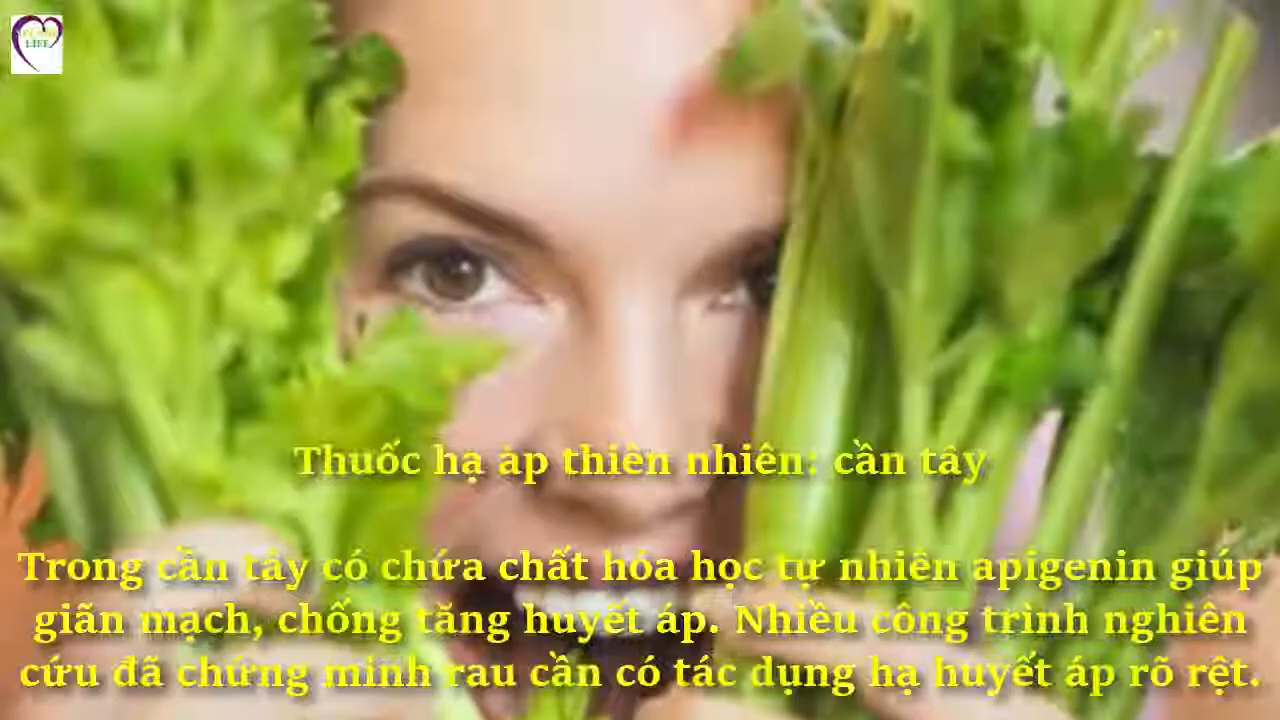 LIFE
Thuốc hạ áp thiên nhiên: cần tây
Trong cần tây có chứa chất hóa học tự nhiên apigenin giúp
giãn mạch, chống tăng huyết áp. Nhiều công trình nghiên
cứu đã chứng minh rau cần có tác dụng hạ huyết áp rõ rệt.